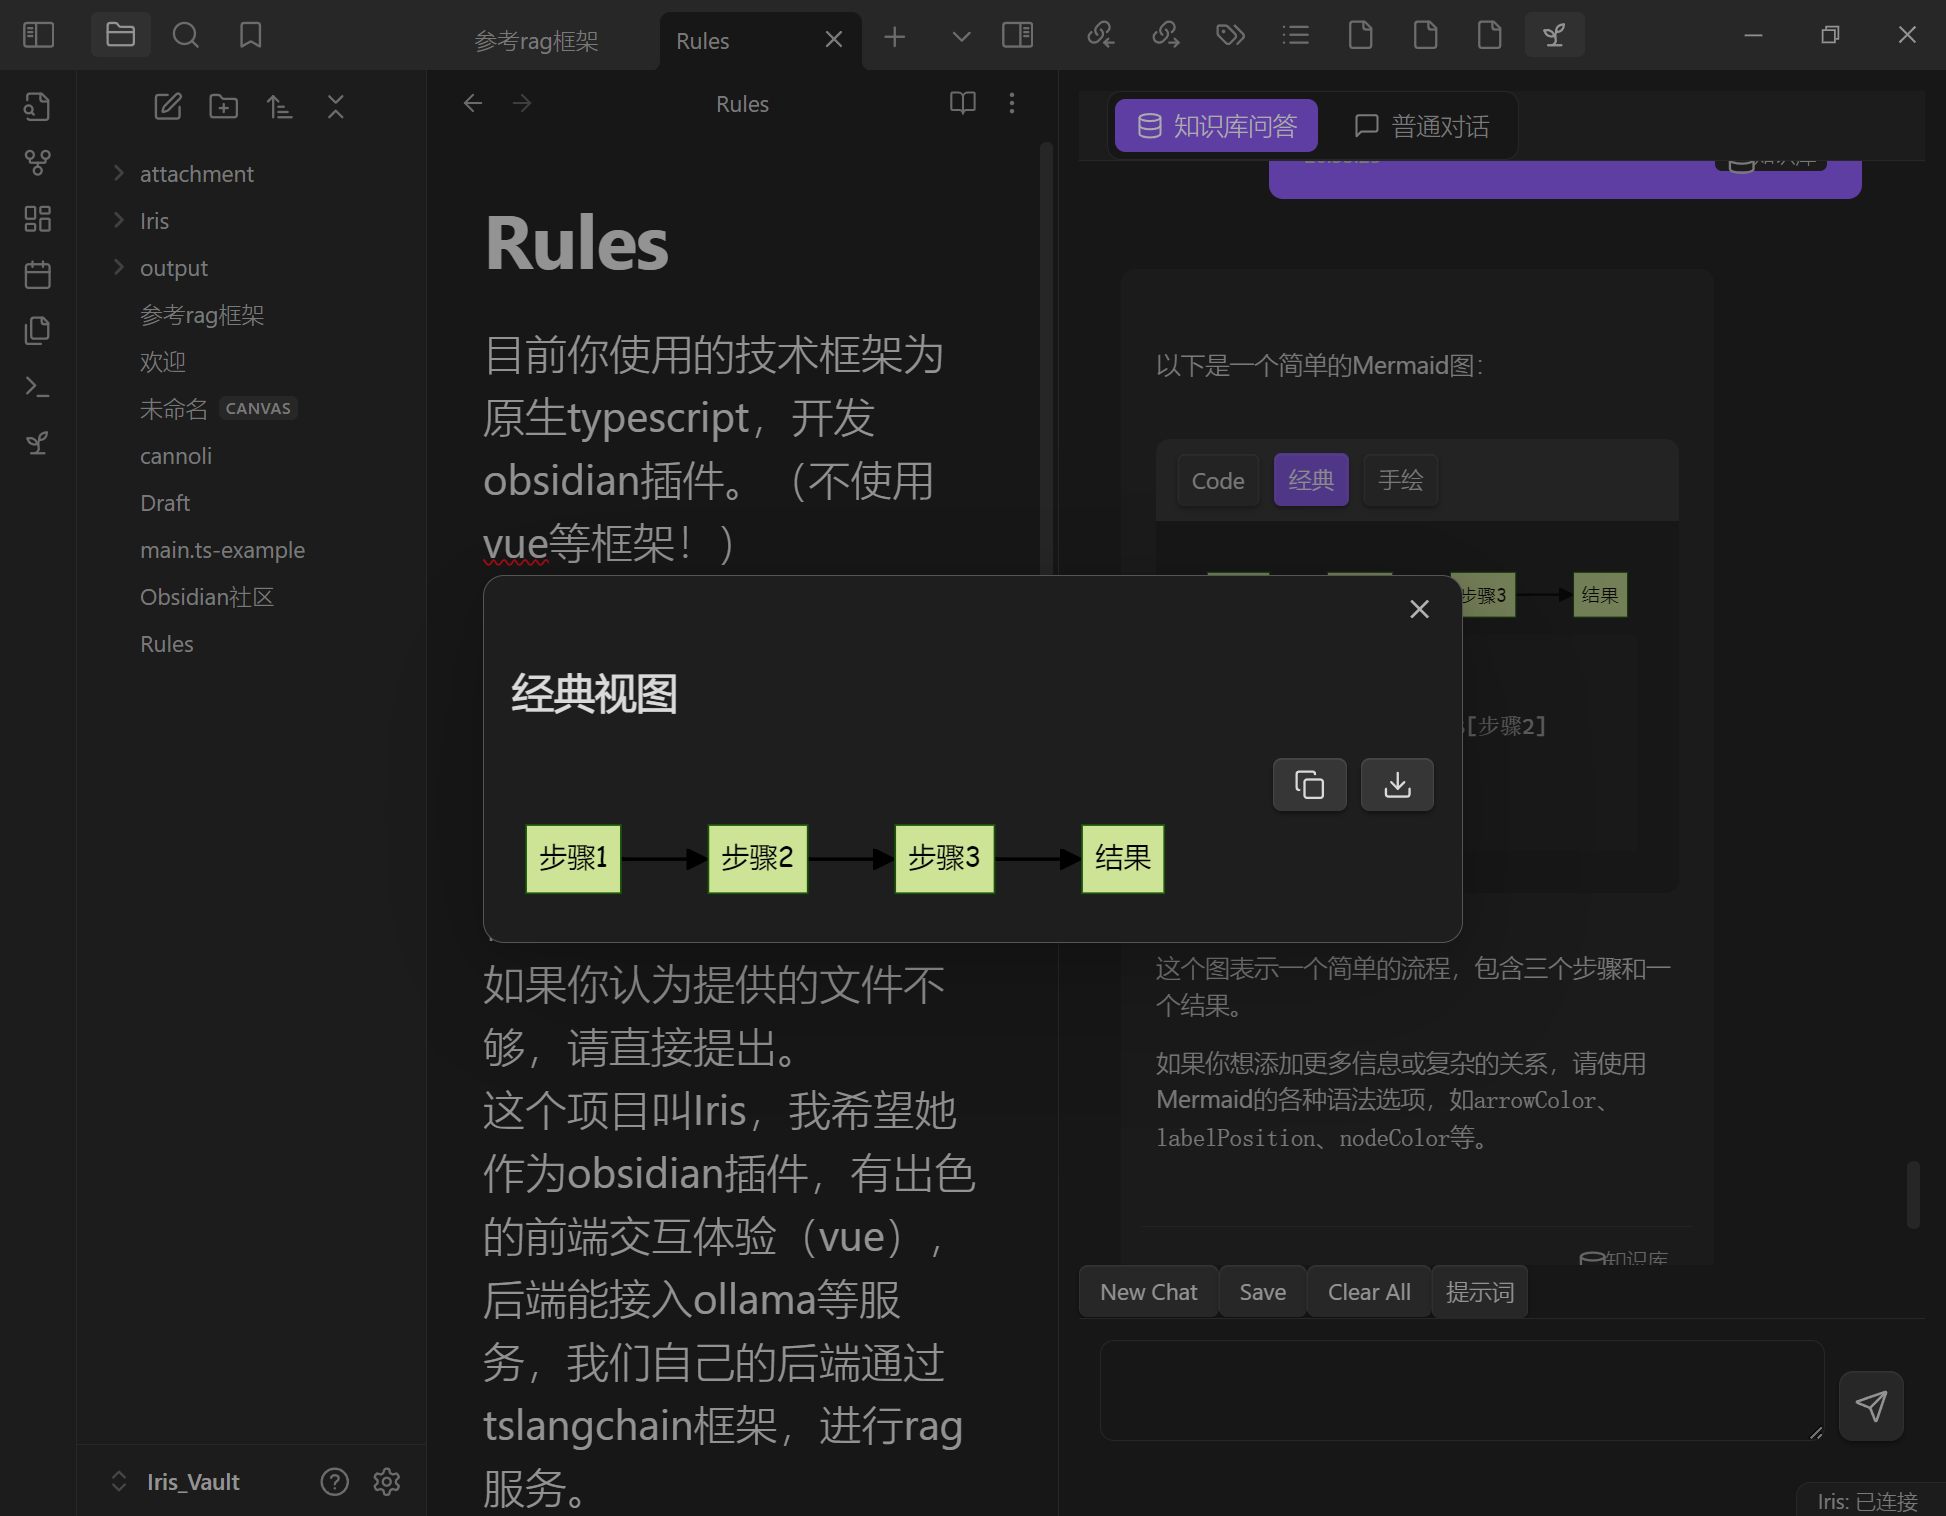 参考rag框架
Rules
attachment
Iris
output
参考rag框架
欢迎
未命名 CANVAS
cannoli
Draft
main.ts-example
Obsidian社区
Rules
Iris_Vault
Rules
Rules
目前你使用的技术框架为
原生typescript，开发
obsidian插件。（不使用
vue等框架！）
如果你认为提供的文件不
够，请直接提出。
这个项目叫Iris，我希望她
作为obsidian插件，有出色
的前端交互体验（vue），
后端能接入ollama等服
务，我们自己的后端通过
tslangchain框架，进行rag
服务。
经典视图
步骤1
步骤2
步骤3
结果
知识库问答
普通对话
以下是一个简单的Mermaid图：
Code
经典
手绘
步骤3
结果
[步骤2]
这个图表示一个简单的流程，包含三个步骤和一
个结果。
如果你想添加更多信息或复杂的关系，请使用
Mermaid的各种语法选项，如arrowColor、
labelPosition、nodeColor等。
知识库
New Chat
Save
Clear All
提示词
Iris: 已连接